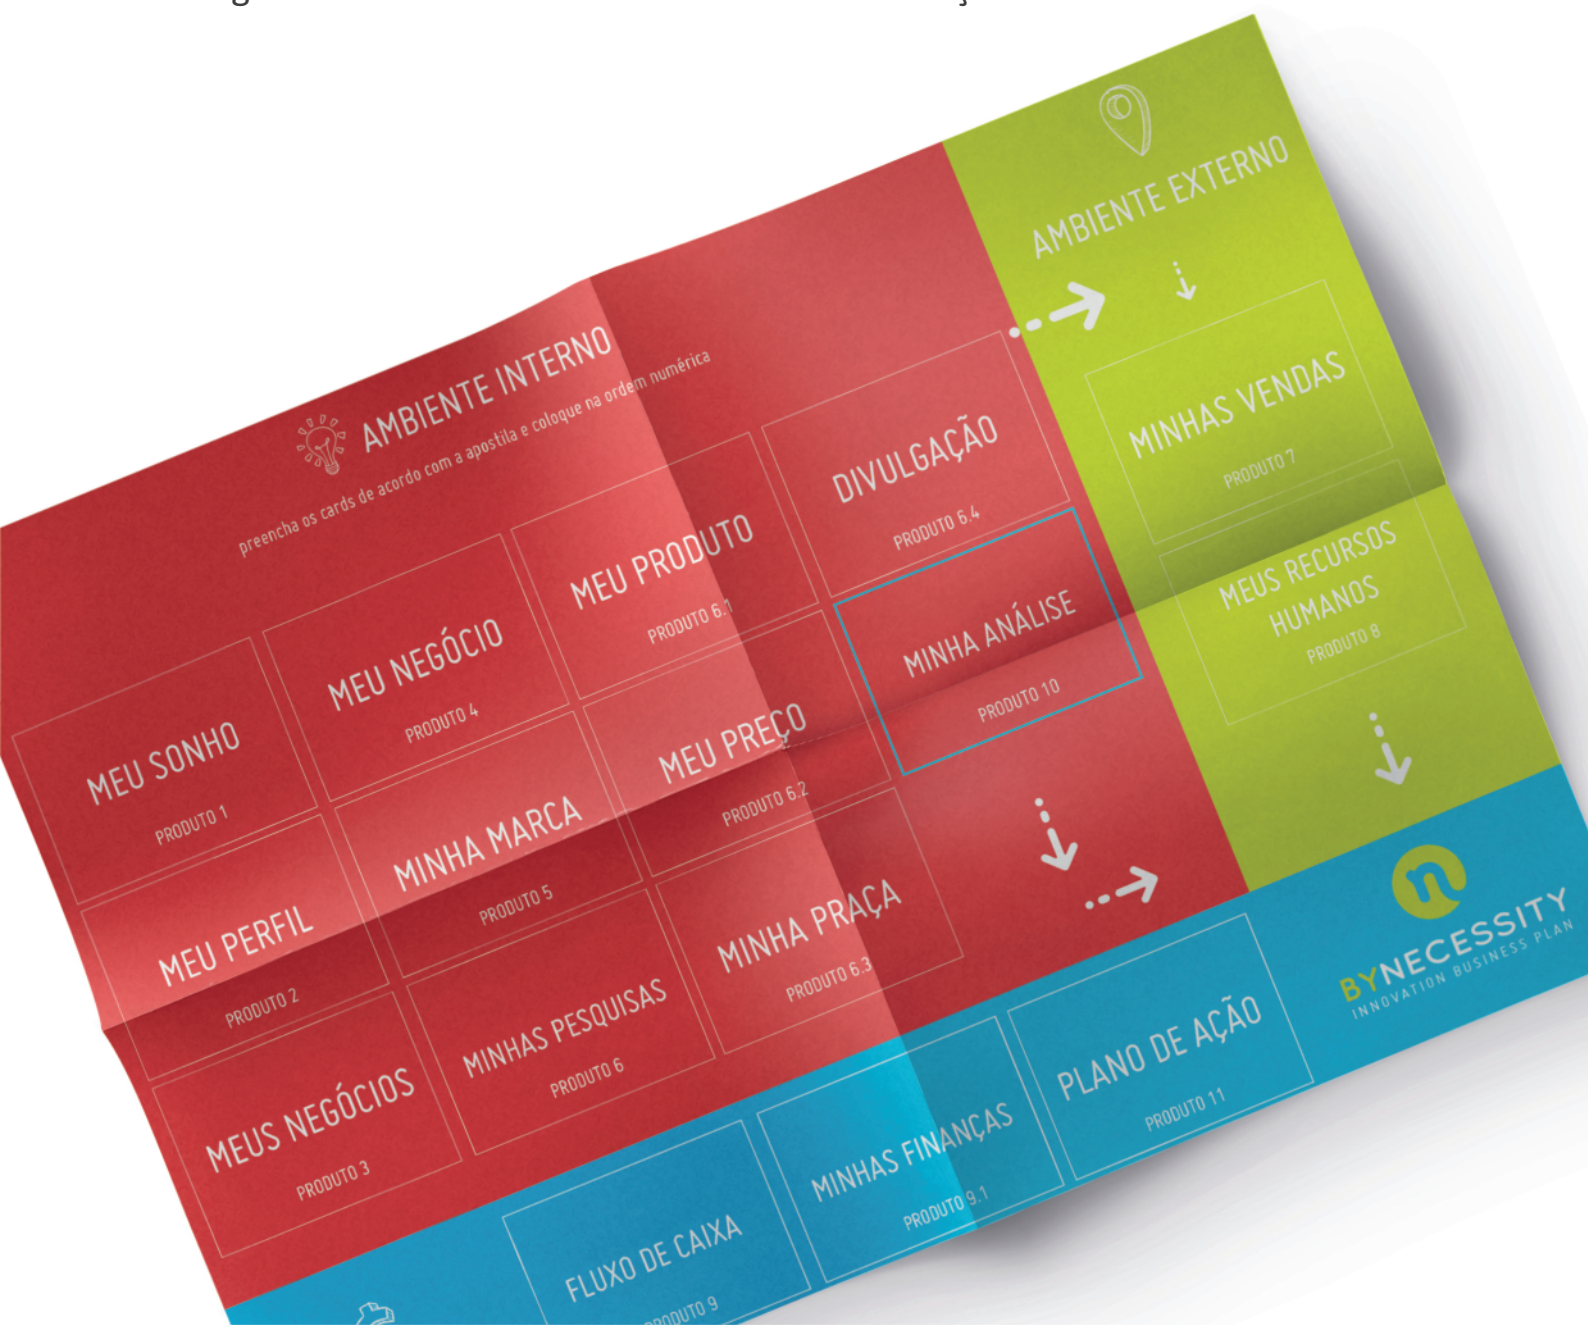 AMBIENTE INTERNO
preencha os cards de acordo com a apostila e coloque na ordem numérica
MEU SONHO
PRODUTO 1
MEU PERFIL
PRODUTO 2
MEUS NEGÓCIOS
PRODUTO 3
MEU NEGÓCIO
PRODUTO 4
MINHA MARCA
PRODUTO 5
MINHAS PESQUISAS
PRODUTO 6
MEU PRODUTO
PRODUTO 6.1
MEU PREÇO
PRODUTO 6.2
MINHA PRAÇA
PRODUTO 6.3
DIVULGAÇÃO
PRODUTO 6.4
MINHA ANÁLISE
PRODUTO 10
AMBIENTE EXTERNO
MINHAS VENDAS
PRODUTO 7
MEUS RECURSOS
HUMANOS
PRODUTO 8
FLUXO DE CAIXA
PRODUTO 9
MINHAS FINANÇAS
PRODUTO 9.1
PLANO DE AÇÃO
PRODUTO 11
n
BYNECESSITY
INNOVATION BUSINESS PLAN